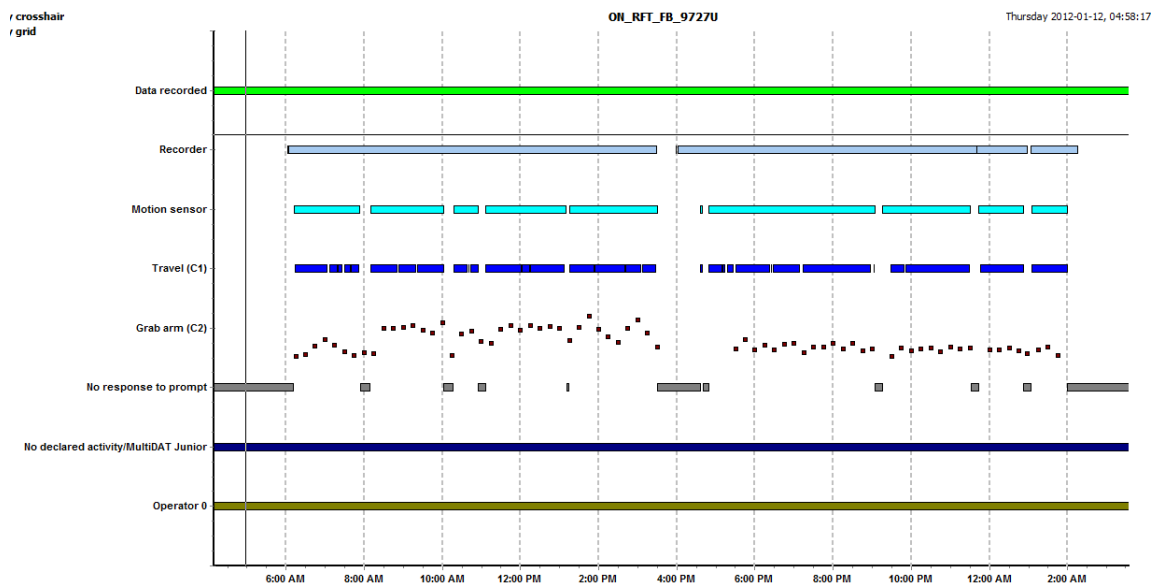 y crosshair
y grid
ON_RFT_FB_9727U
Thursday 2012-01-12, 04:58:17
Data recorded
Recorder
Motion sensor
Travel (C1)
Grab arm (C2)
No response to prompt
No declared activity/MultiDAT Junior
Operator 0
6:00 AM 8:00 AM 10:00 AM 12:00 PM 2:00 PM 4:00 PM 6:00 PM 8:00 PM 10:00 PM 12:00 AM 2:00 AM